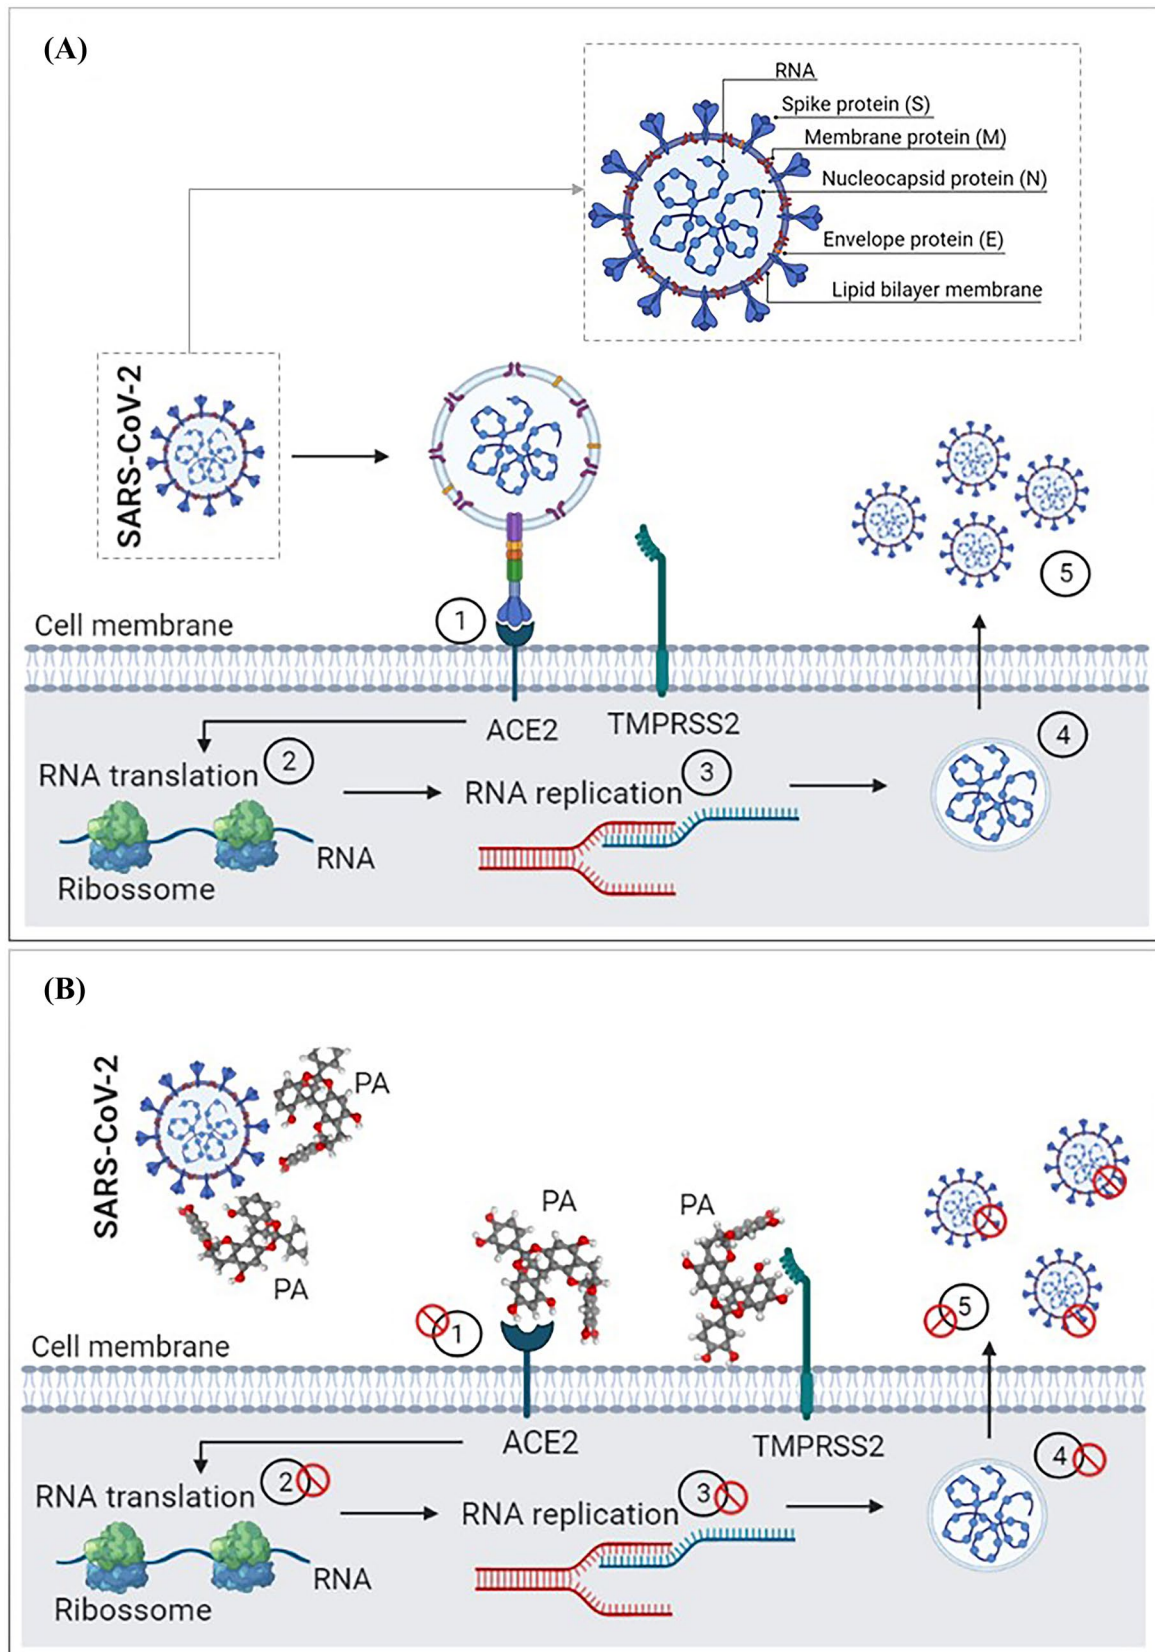 (A)
RNA
Spike protein (S)
Membrane protein (M)
Nucleocapsid protein (N)
Envelope protein (E)
Lipid bilayer membrane
SARS-CoV-2
5
1
Cell membrane
ACE2
TMPRSS2
4
RNA translation
2
RNA replication
3
RNA
Ribossome
(B)
SARS-CoV-2
PA
PA
PA
PA
5
1
Cell membrane
ACE2
TMPRSS2
4
RNA translation
2
RNA replication
3
RNA
Ribossome